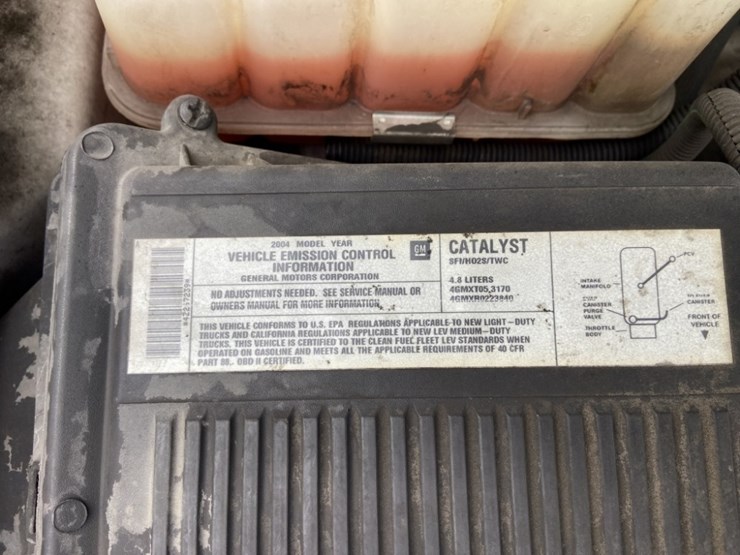 2004 MODEL YEAR
VEHICLE EMISSION CONTROL
INFORMATION
GENERAL MOTORS CORPORATION
GM
CATALYST
SFI/HO2S/TWC
NO ADJUSTMENTS NEEDED. SEE SERVICE MANUAL OR
OWNERS MANUAL FOR MORE INFORMATION.
4.8 LITERS
4GMXT05.3170
4GMXR0223940
THIS VEHICLE CONFORMS TO U.S. EPA REGULATIONS APPLICABLE TO NEW LIGHT-DUTY
TRUCKS AND CALIFORNIA REGULATIONS APPLICABLE TO NEW LEV MEDIUM-DUTY
TRUCKS. THIS VEHICLE IS CERTIFIED TO THE CLEAN FUEL FLEET LEV STANDARDS WHEN
OPERATED ON GASOLINE AND MEETS ALL THE APPLICABLE REQUIREMENTS OF 40 CFR
PART 88. OBD II CERTIFIED.
PCV
INTAKE
MANIFOLD
CANISTER
PURGE
VALVE
THROTTLE
BODY
CANISTER
FRONT OF
VEHICLE